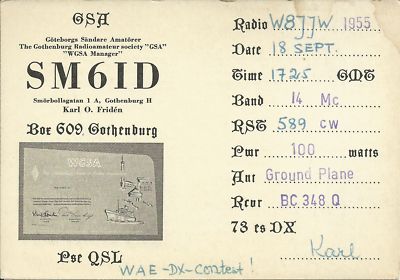 GSA
Göteborgs Sändare Amatörer
The Gothenburg Radioamateur society "GSA"
"WGSA Manager"
SM6ID
Smörbollsgatan 1 A, Gothenburg H
Karl O. Fridén
Box 609 Gothenburg
WGSA
Pse QSL
Radio W8JJW 1955
Date 18 SEPT.
Time 1725 GMT
Band 14 Mc
RST 589 CW
Pwr 100 watts
Ant Ground Plane
Rcvr BC 348 Q
73 es DX
Karl
WAE-DX-Contest!